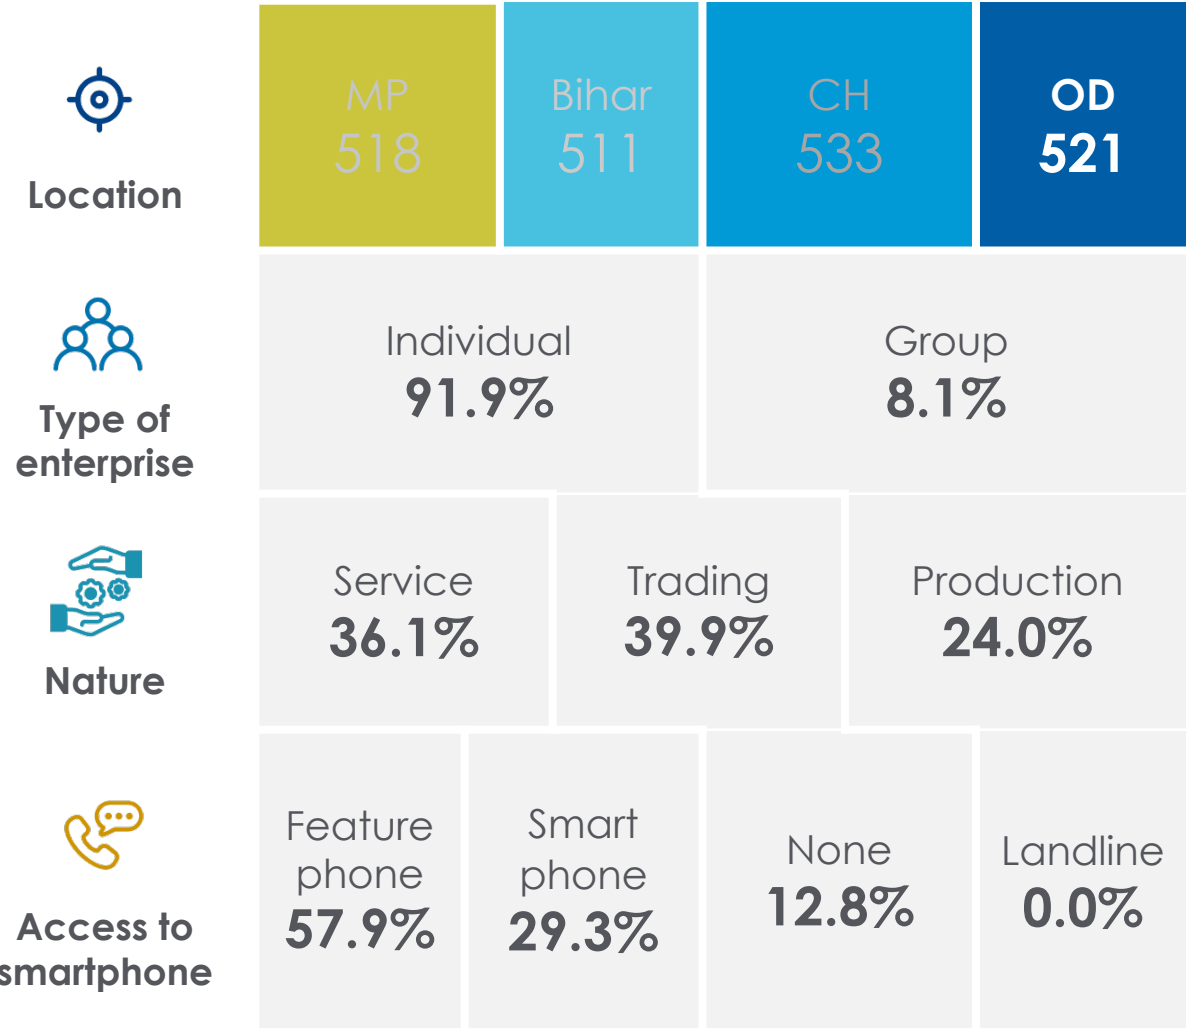 Location
MP
518
Bihar
511
CH
533
OD
521
Type of
enterprise
Individual
91.9%
Group
8.1%
Nature
Service
36.1%
Trading
39.9%
Production
24.0%
Access to
smartphone
Feature
phone
57.9%
Smart
phone
29.3%
None
12.8%
Landline
0.0%